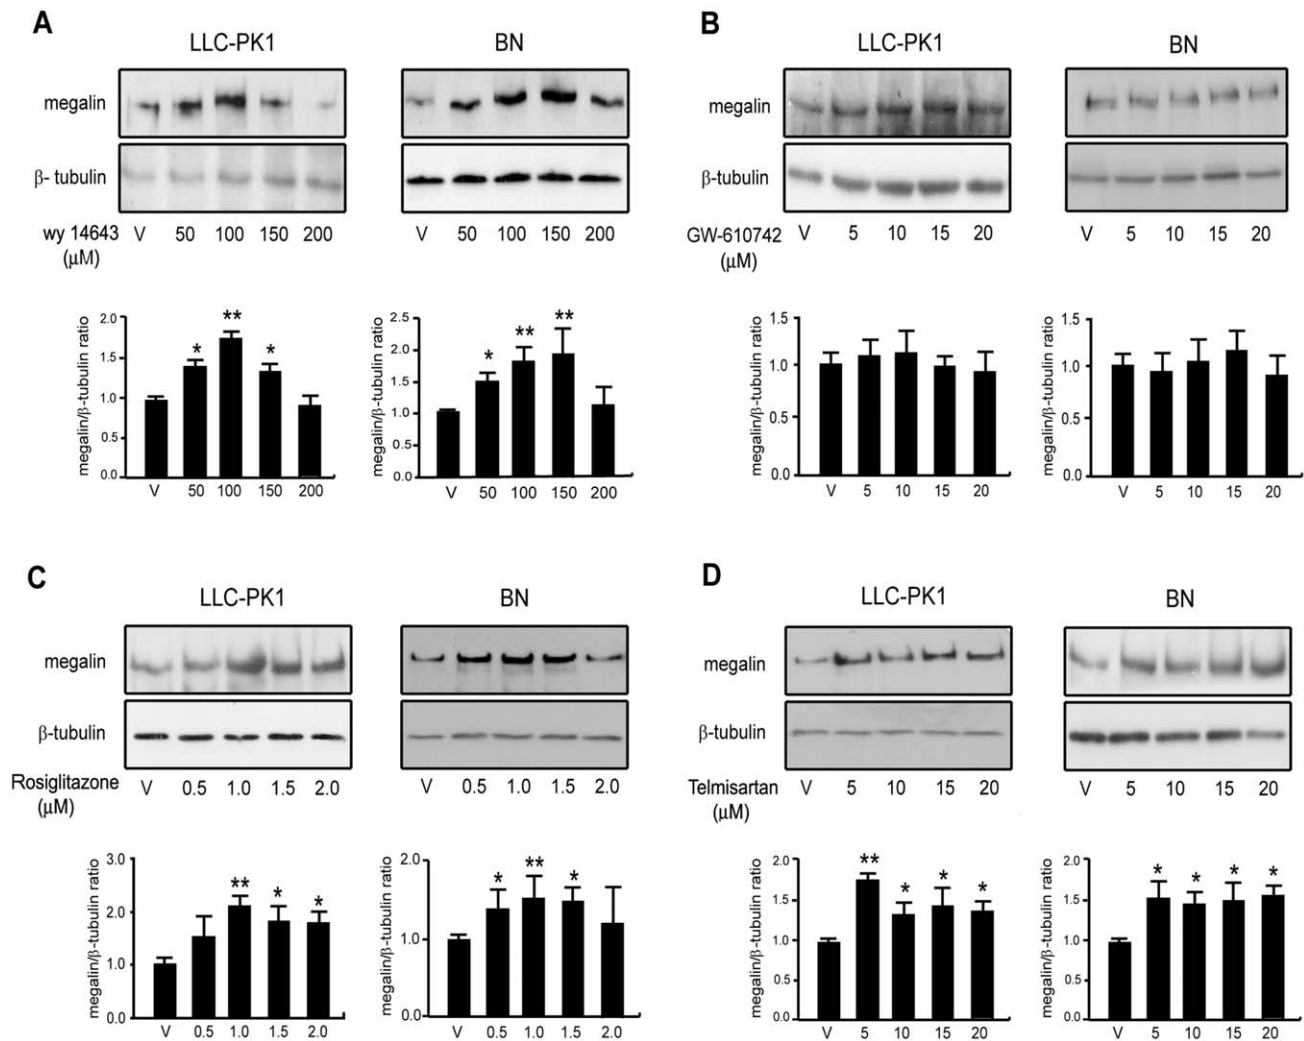 A
LLC-PK1 BN
megalin
β- tubulin
wy 14643 V 50 100 150 200 V 50 100 150 200
(µM)
megalin/β-tubulin ratio
2.0
1.5
1.0
0.5
0.0
* ** *
V 50 100 150 200
megalin/β-tubulin ratio
2.5
2.0
1.5
1.0
0.5
0.0
* ** **
V 50 100 150 200
B
LLC-PK1 BN
megalin
β-tubulin
GW-610742 V 5 10 15 20 V 5 10 15 20
(µM)
megalin/β-tubulin ratio
1.5
1.0
0.5
0.0
V 5 10 15 20
megalin/β-tubulin ratio
1.5
1.0
0.5
0.0
V 5 10 15 20
C
LLC-PK1 BN
megalin
β-tubulin
Rosiglitazone V 0.5 1.0 1.5 2.0 V 0.5 1.0 1.5 2.0
(µM)
megalin/β-tubulin ratio
3.0
2.0
1.0
0.0
** * *
V 0.5 1.0 1.5 2.0
megalin/β-tubulin ratio
2.0
1.0
0.0
* ** *
V 0.5 1.0 1.5 2.0
D
LLC-PK1 BN
megalin
β-tubulin
Telmisartan V 5 10 15 20 V 5 10 15 20
(µM)
megalin/β-tubulin ratio
2.0
1.5
1.0
0.5
0.0
** * * *
V 5 10 15 20
megalin/β-tubulin ratio
2.0
1.5
1.0
0.5
0.0
* * * *
V 5 10 15 20